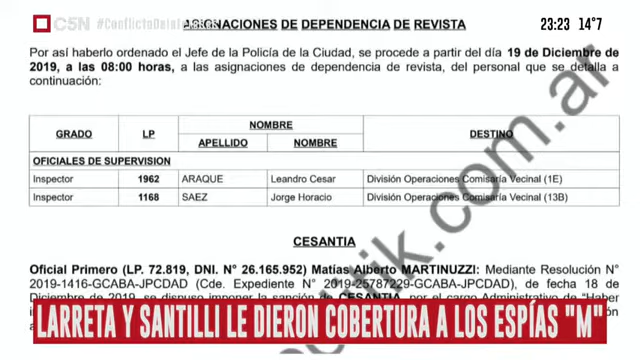 C5N #ConflictoDeIntereses 23:23 14°7
ASIGNACIONES DE DEPENDENCIA DE REVISTA
Por así haberlo ordenado el Jefe de la Policía de la Ciudad, se procede a partir del día 19 de Diciembre de
2019, a las 08:00 horas, a las asignaciones de dependencia de revista, del personal que se detalla a
continuación:
GRADO LP NOMBRE DESTINO
APELLIDO NOMBRE
OFICIALES DE SUPERVISION
Inspector 1962 ARAQUE Leandro Cesar División Operaciones Comisaría Vecinal (1E)
Inspector 1168 SAEZ Jorge Horacio División Operaciones Comisaría Vecinal (13B)
CESANTIA
Oficial Primero (LP. 72.819, DNI. N° 26.165.952) Matías Alberto MARTINUZZI: Mediante Resolución N°
2019-1416-GCABA-JPCDAD (Cde. Expediente N° 2019-25787229-GCABA-JPCDAD), de fecha 18 de
Diciembre de 2019, se dispuso imponer la sanción de CESANTIA, por el cargo Administrativo de "Haber
LARRETA Y SANTILLI LE DIERON COBERTURA A LOS ESPÍAS "M"